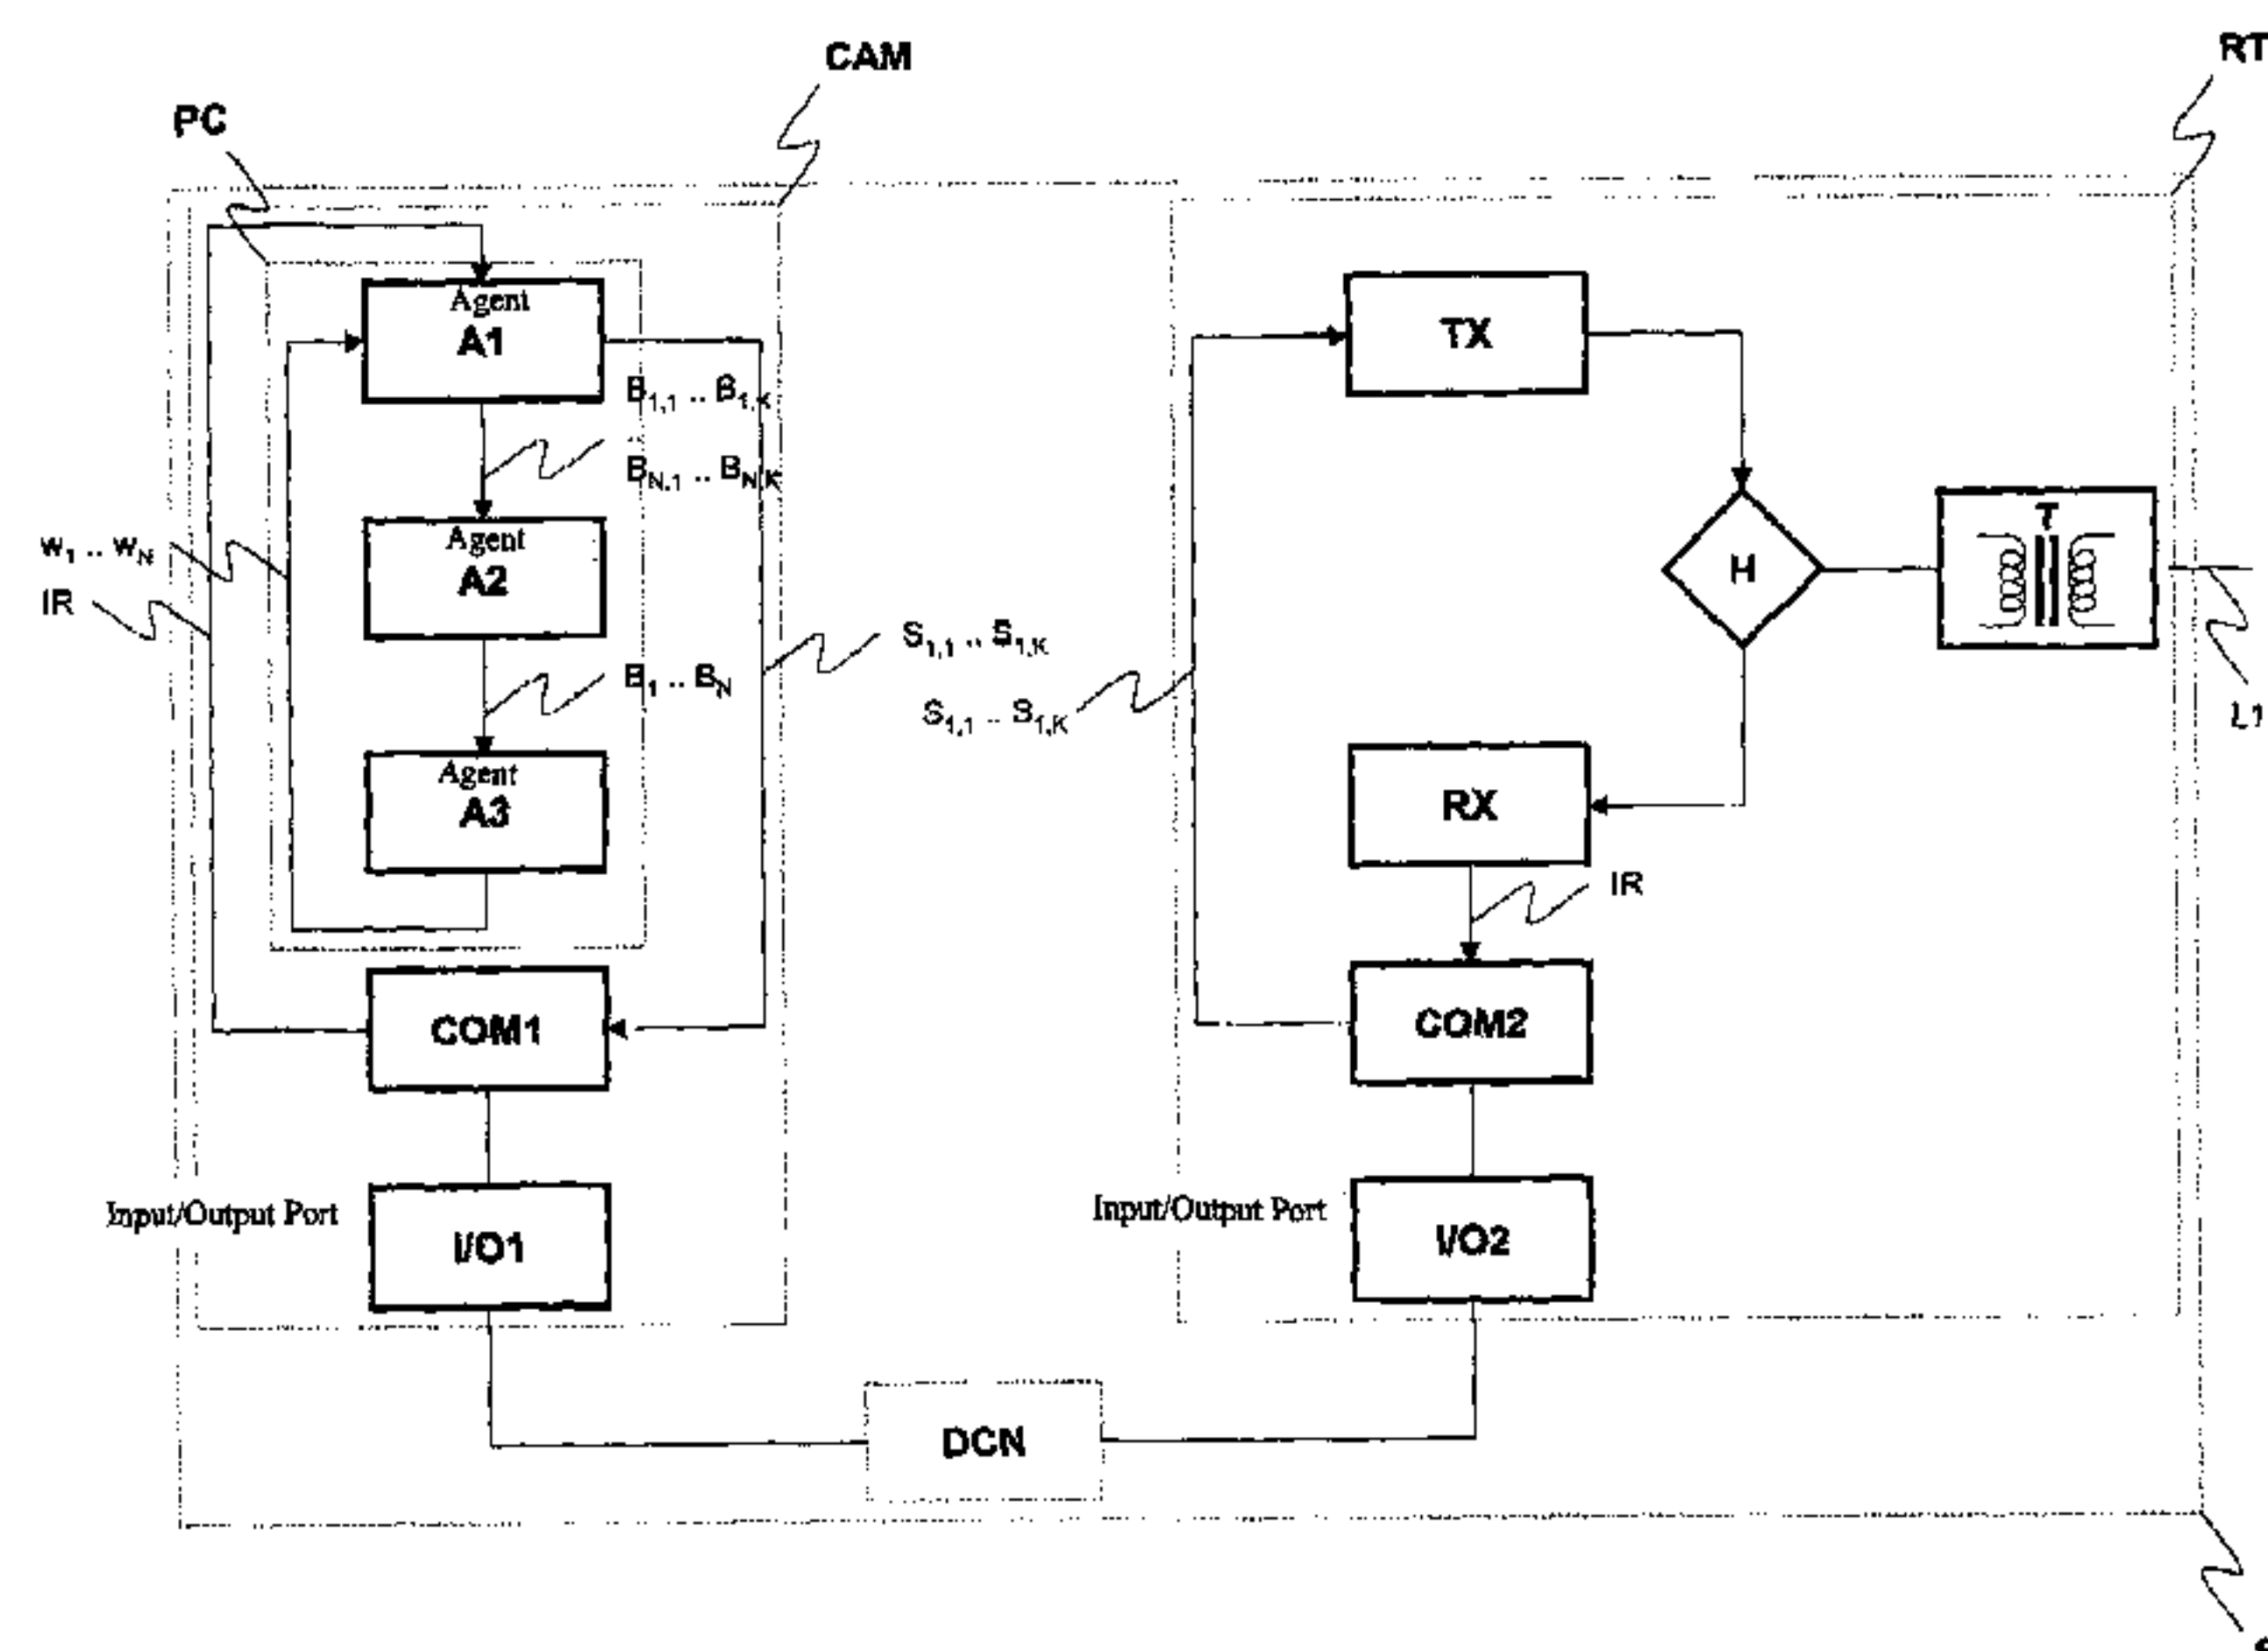 CAM
RT
PC
Agent
A1
B1,1 .. B1,K
BN,1 .. BN,K
Agent
A2
w1 .. wN
IR
B1 .. BN
Agent
A3
S1,1 .. S1,K
S1,1 .. S1,K
COM1
Input/Output Port
I/O1
TX
H
T
L1
RX
IR
COM2
Input/Output Port
I/O2
DCN